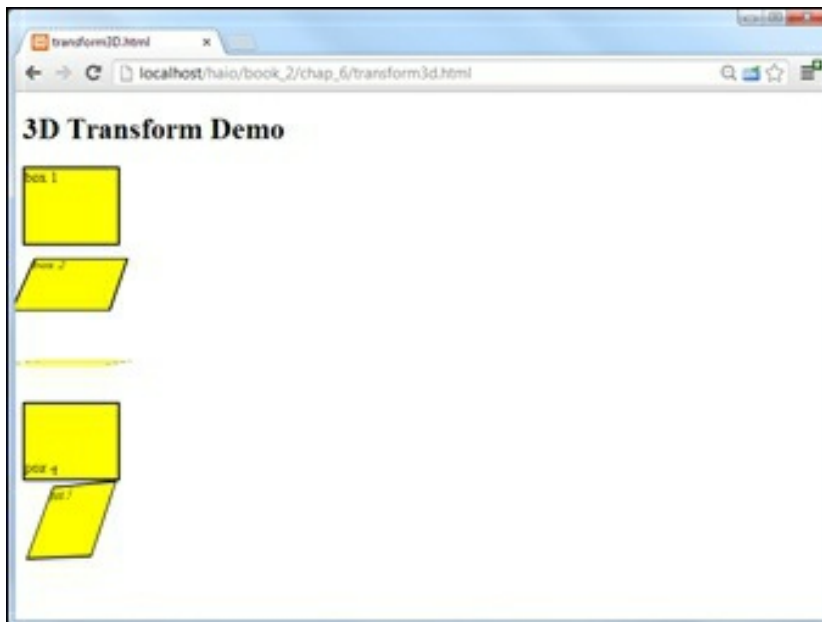 transform3D.html
localhost/haio/book_2/chap_6/transform3d.html
3D Transform Demo
box 1
box 2
box 4